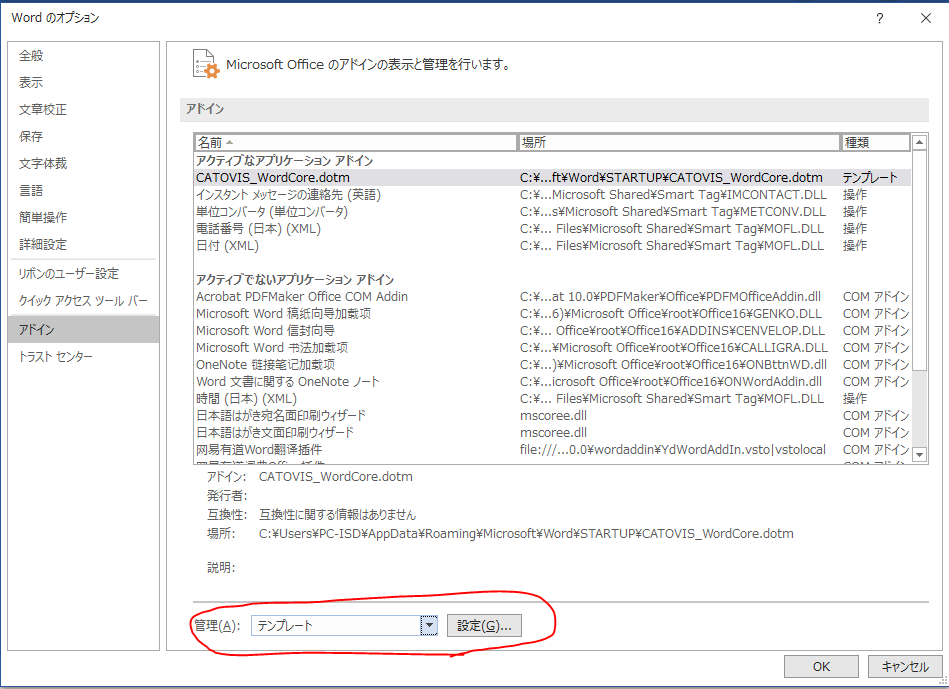 Word のオプション
?
全般
表示
文章校正
保存
文字体裁
言語
簡単操作
詳細設定
リボンのユーザー設定
クイック アクセス ツール バー
アドイン
トラスト センター
Microsoft Office のアドインの表示と管理を行います。
アドイン
名前 場所 種類
アクティブなアプリケーション アドイン
CATOVIS_WordCore.dotm C:¥...ft¥Word¥STARTUP¥CATOVIS_WordCore.dotm テンプレート
インスタント メッセージの連絡先 (英語) C:¥...Microsoft Shared¥Smart Tag¥IMCONTACT.DLL 操作
単位コンバータ (単位コンバータ) C:¥...s¥Microsoft Shared¥Smart Tag¥METCONV.DLL 操作
電話番号 (日本) (XML) C:¥... Files¥Microsoft Shared¥Smart Tag¥MOFL.DLL 操作
日付 (XML) C:¥... Files¥Microsoft Shared¥Smart Tag¥MOFL.DLL 操作
アクティブでないアプリケーション アドイン
Acrobat PDFMaker Office COM Addin C:¥...at 10.0¥PDFMaker¥Office¥PDFMOfficeAddin.dll COM アドイン
Microsoft Word 稿纸向导加载项 C:¥...6)¥Microsoft Office¥root¥Office16¥GENKO.DLL COM アドイン
Microsoft Word 信封向导 C:¥... Office¥root¥Office16¥ADDINS¥CENVELOP.DLL COM アドイン
Microsoft Word 书法加载项 C:¥...¥Microsoft Office¥root¥Office16¥CALLIGRA.DLL COM アドイン
OneNote 链接笔记加载项 C:¥...)¥Microsoft Office¥root¥Office16¥ONBttnWD.dll COM アドイン
Word 文書に関する OneNote ノート C:¥...icrosoft Office¥root¥Office16¥ONWordAddin.dll COM アドイン
時間 (日本) (XML) C:¥... Files¥Microsoft Shared¥Smart Tag¥MOFL.DLL 操作
日本語はがき宛名面印刷ウィザード mscoree.dll COM アドイン
日本語はがき文面印刷ウィザード mscoree.dll COM アドイン
网易有道Word翻译插件 file:///...0.0¥wordaddin¥YdWordAddIn.vsto|vstolocal COM アドイン
アドイン: CATOVIS_WordCore.dotm
発行者:
互換性: 互換性に関する情報はありません
場所: C:¥Users¥PC-ISD¥AppData¥Roaming¥Microsoft¥Word¥STARTUP¥CATOVIS_WordCore.dotm
説明:
管理(A): テンプレート 設定(G)...
OK キャンセル